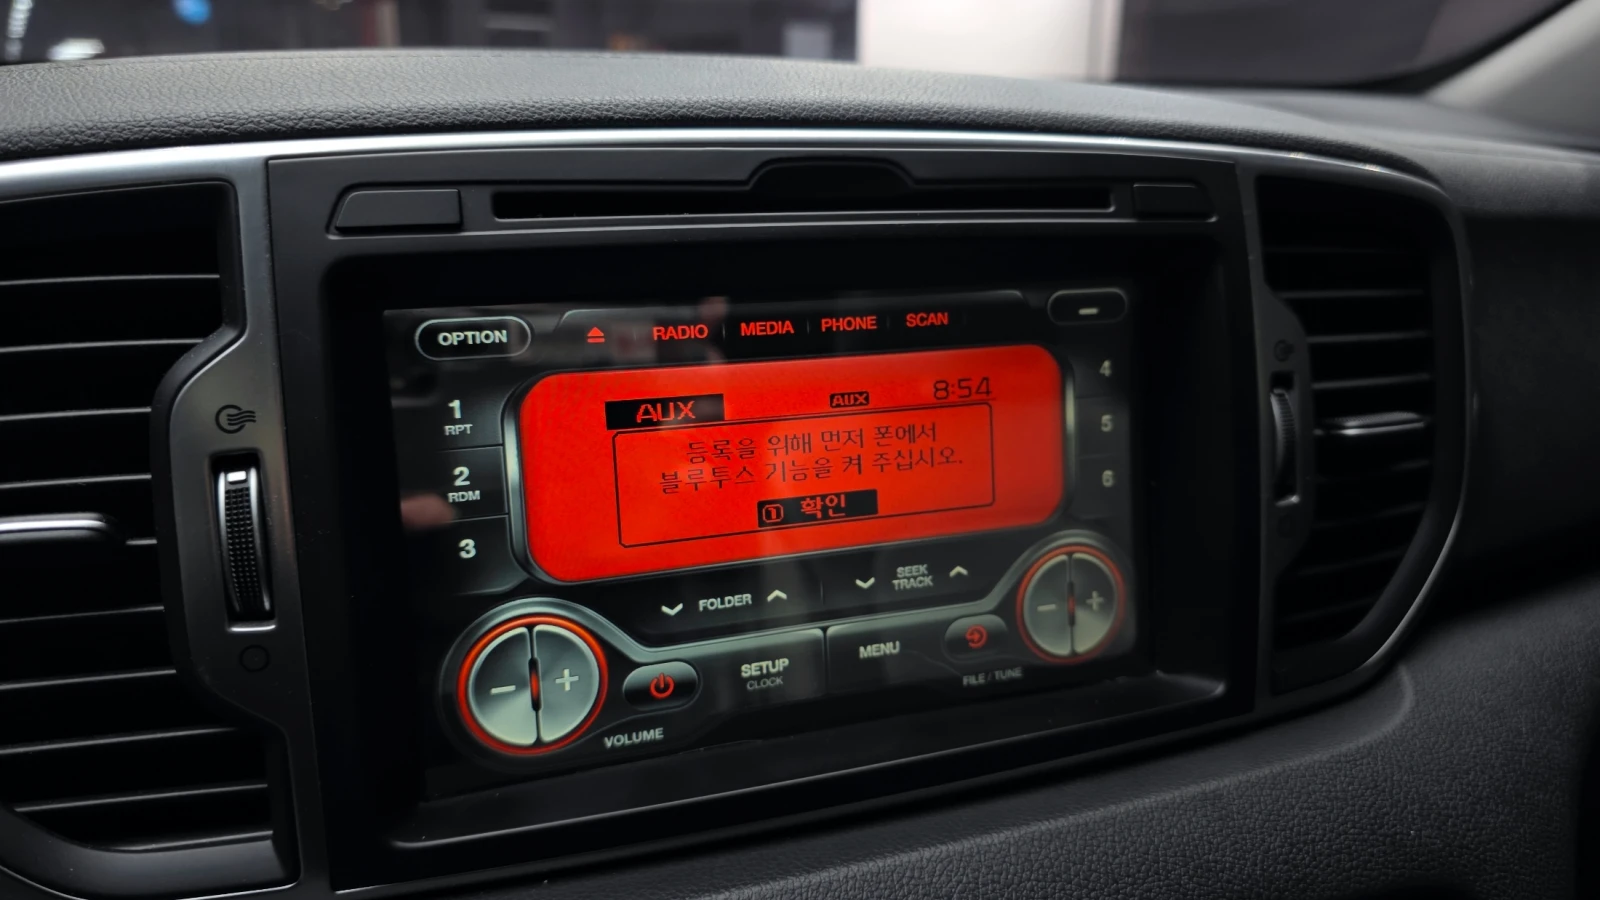 OPTION
RADIO MEDIA PHONE SCAN
AUX AUX 8:54
등록을 위해 먼저 폰에서
블루투스 기능을 켜 주십시오.
1 확인
1
RPT
2
RDM
3
4
5
6
FOLDER
SEEK
TRACK
SETUP
CLOCK
MENU
FILE / TUNE
VOLUME